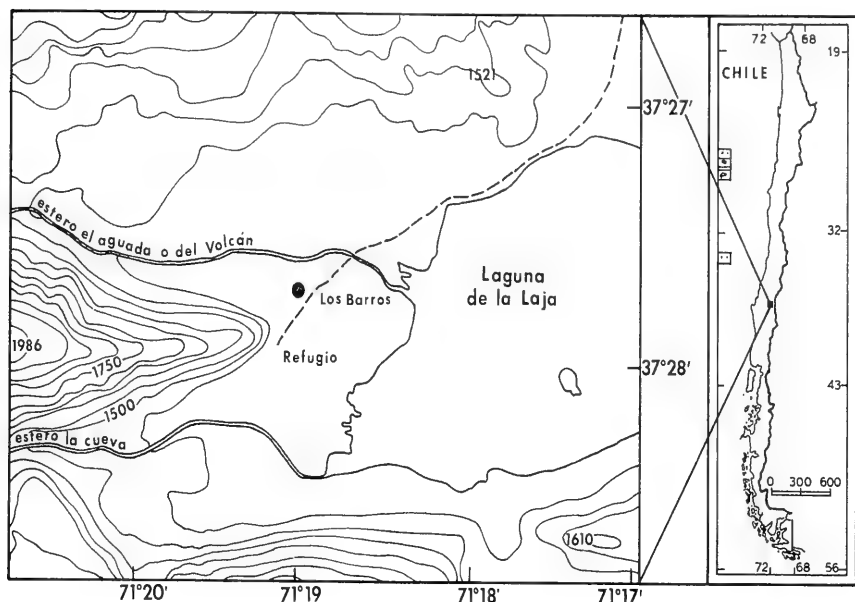 1521
37°27'
estero el aguada o del Volcán
Los Barros
Laguna
de la Laja
Refugio
1986
1750
1500
37°28'
estero la cueva
1610
71°20'
71°19
71°18'
71°17'
72 68
19
CHILE
32
43
0 300 600
72 68 56